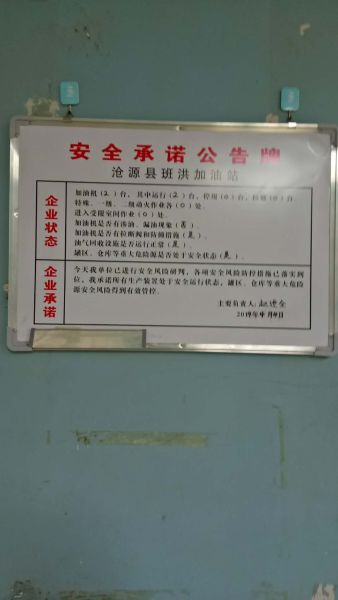 安全承诺公告牌
沧源县班洪加油站
企业状态
加油机（2）台，其中运行（2）台，停用（0）台，检修（0）台
特殊、一级、二级动火作业各（0）处、
进入受限空间作业（0）处、
加油机是否有渗油、漏油现象（否）、
加油机是否有拉断阀和防撞措施（是）、
油气回收设施是否运行正常（是）、
罐区、仓库等重大危险源是否处于安全状态（是）、
企业承诺
今天我单位已进行安全风险研判，各项安全风险防控措施已落实到
位，我承诺所有生产装置处于安全运行状态，罐区、仓库等重大危险
源安全风险得到有效管控。
主要负责人：
2019年 月 日